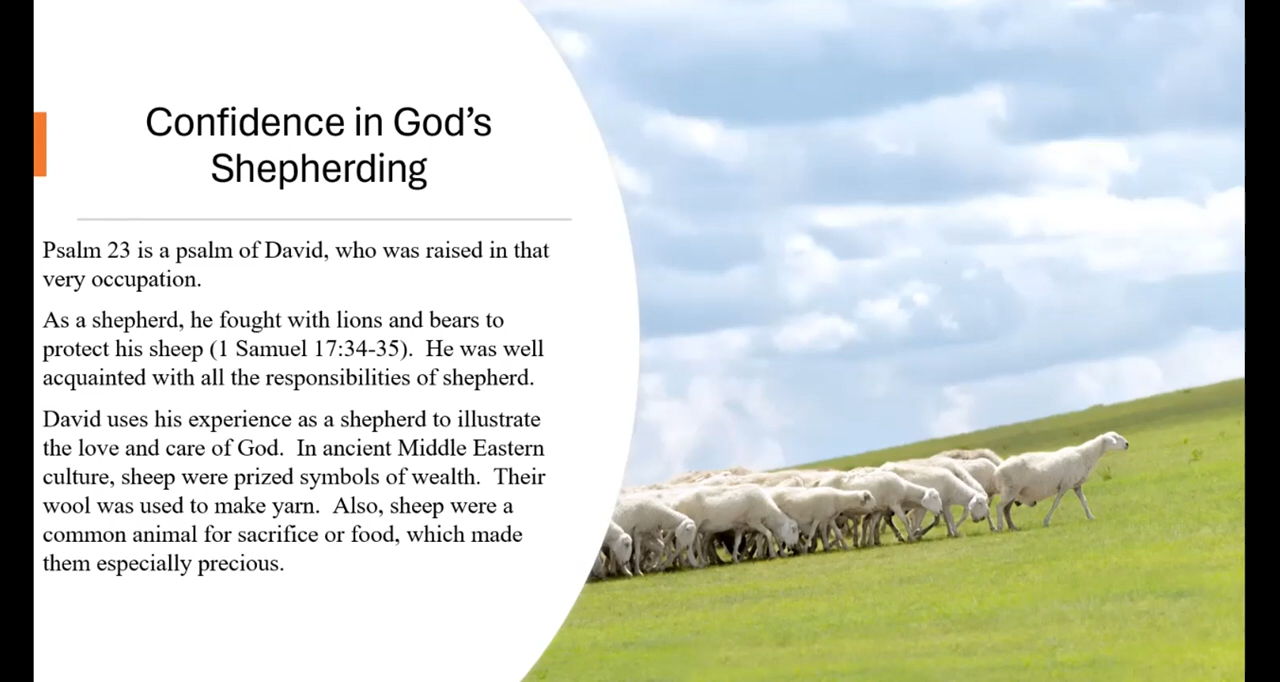 Confidence in God’s
Shepherding
Psalm 23 is a psalm of David, who was raised in that
very occupation.
As a shepherd, he fought with lions and bears to
protect his sheep (1 Samuel 17:34-35).  He was well
acquainted with all the responsibilities of shepherd.
David uses his experience as a shepherd to illustrate
the love and care of God.  In ancient Middle Eastern
culture, sheep were prized symbols of wealth.  Their
wool was used to make yarn.  Also, sheep were a
common animal for sacrifice or food, which made
them especially precious.